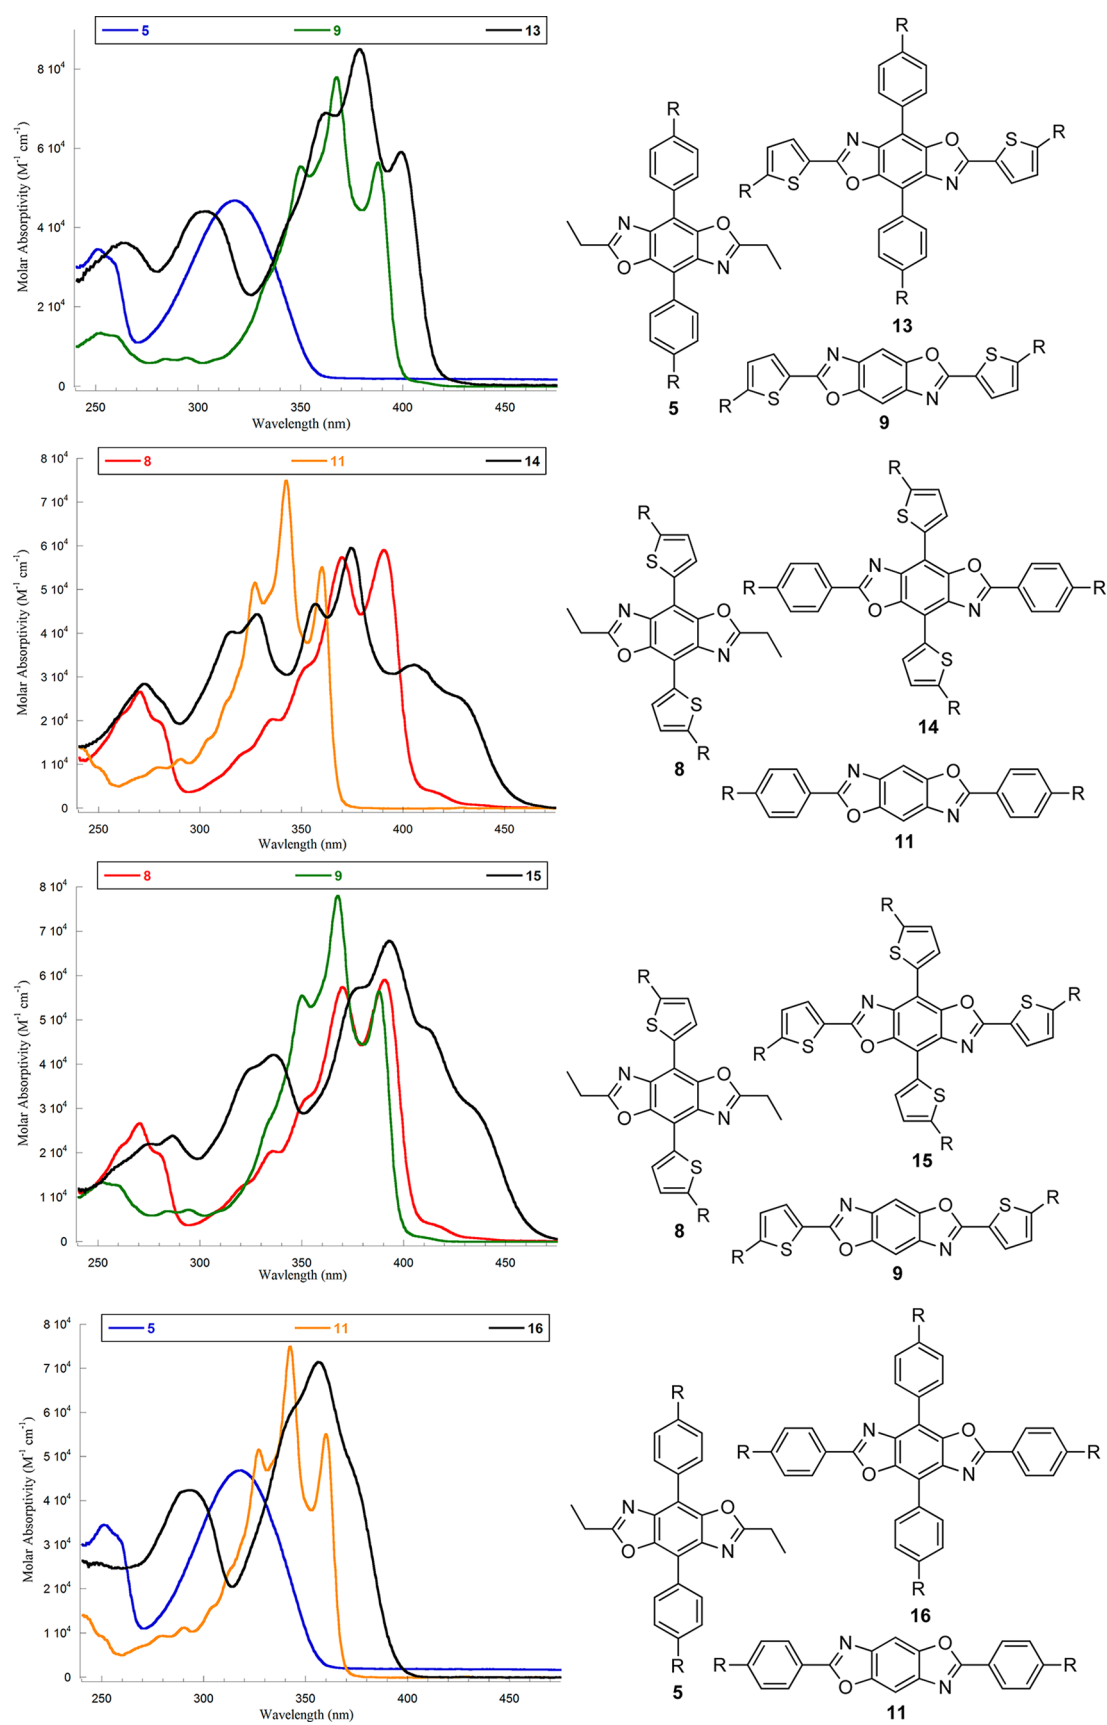 5 9 13
8 10⁴
6 10⁴
4 10⁴
2 10⁴
0
Molar Absorptivity (M⁻¹ cm⁻¹)
250 300 350 400 450
Wavelength (nm)
R
N O
O N
R
5
R
N O S R
R S O N
R
13
N O S R
R S O N
9
8 11 14
8 10⁴
7 10⁴
6 10⁴
5 10⁴
4 10⁴
3 10⁴
2 10⁴
1 10⁴
0
Molar Absorptivity (M⁻¹ cm⁻¹)
250 300 350 400 450
Wavlength (nm)
R
S
N O
O N
S
R
8
R
S
N O
R R
O N
S
R
14
N O
R R
O N
11
8 9 15
8 10⁴
7 10⁴
6 10⁴
5 10⁴
4 10⁴
3 10⁴
2 10⁴
1 10⁴
0
Molar Absorptivity (M⁻¹ cm⁻¹)
250 300 350 400 450
Wavlength (nm)
R
S
N O
O N
S
R
8
R
S
N O S R
R S O N
S
R
15
N O S R
R S O N
9
5 11 16
8 10⁴
7 10⁴
6 10⁴
5 10⁴
4 10⁴
3 10⁴
2 10⁴
1 10⁴
0
Molar Absorptivity (M⁻¹ cm⁻¹)
250 300 350 400 450
Wavelength (nm)
R
N O
O N
R
5
R
N O
R R
O N
R
16
N O
R R
O N
11